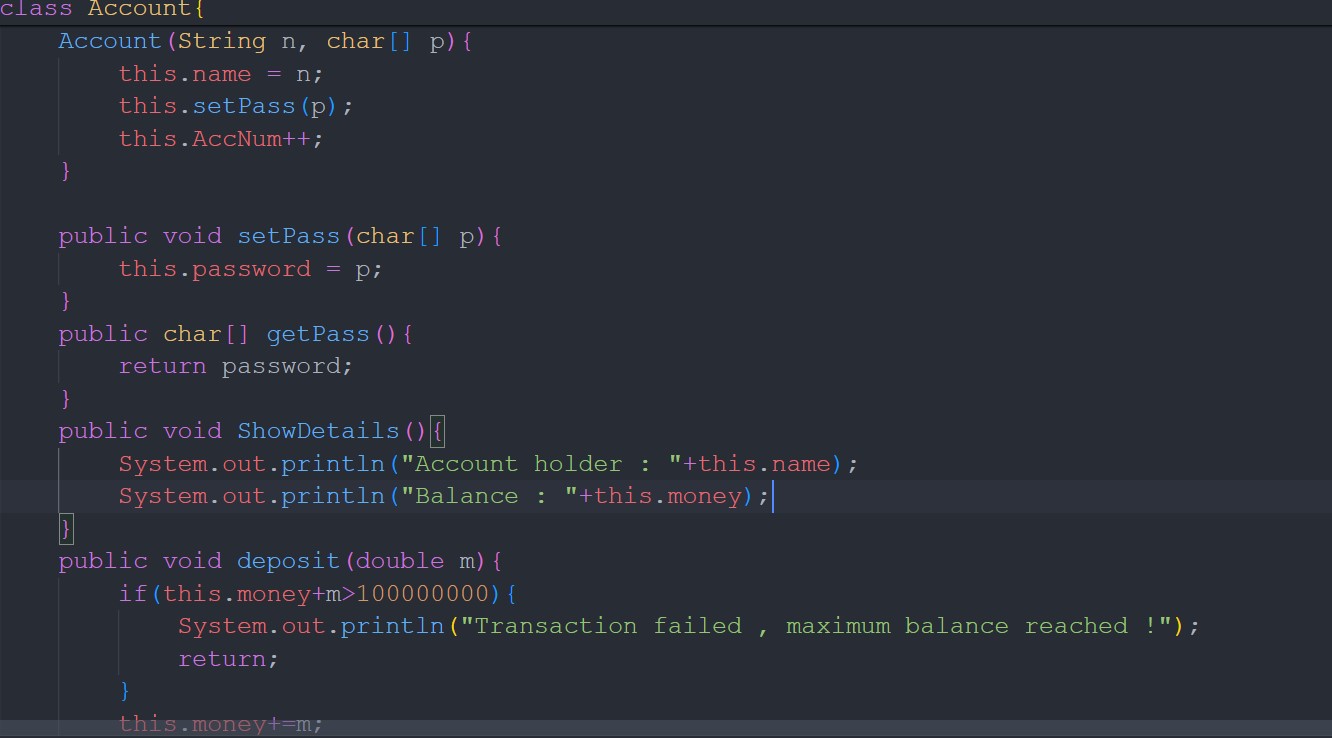 class Account{
    Account(String n, char[] p){
        this.name = n;
        this.setPass(p);
        this.AccNum++;
    }

    public void setPass(char[] p){
        this.password = p;
    }
    public char[] getPass(){
        return password;
    }
    public void ShowDetails(){
        System.out.println("Account holder : "+this.name);
        System.out.println("Balance : "+this.money);
    }
    public void deposit(double m){
        if(this.money+m>100000000){
            System.out.println("Transaction failed , maximum balance reached !");
            return;
        }
        this.money+=m;